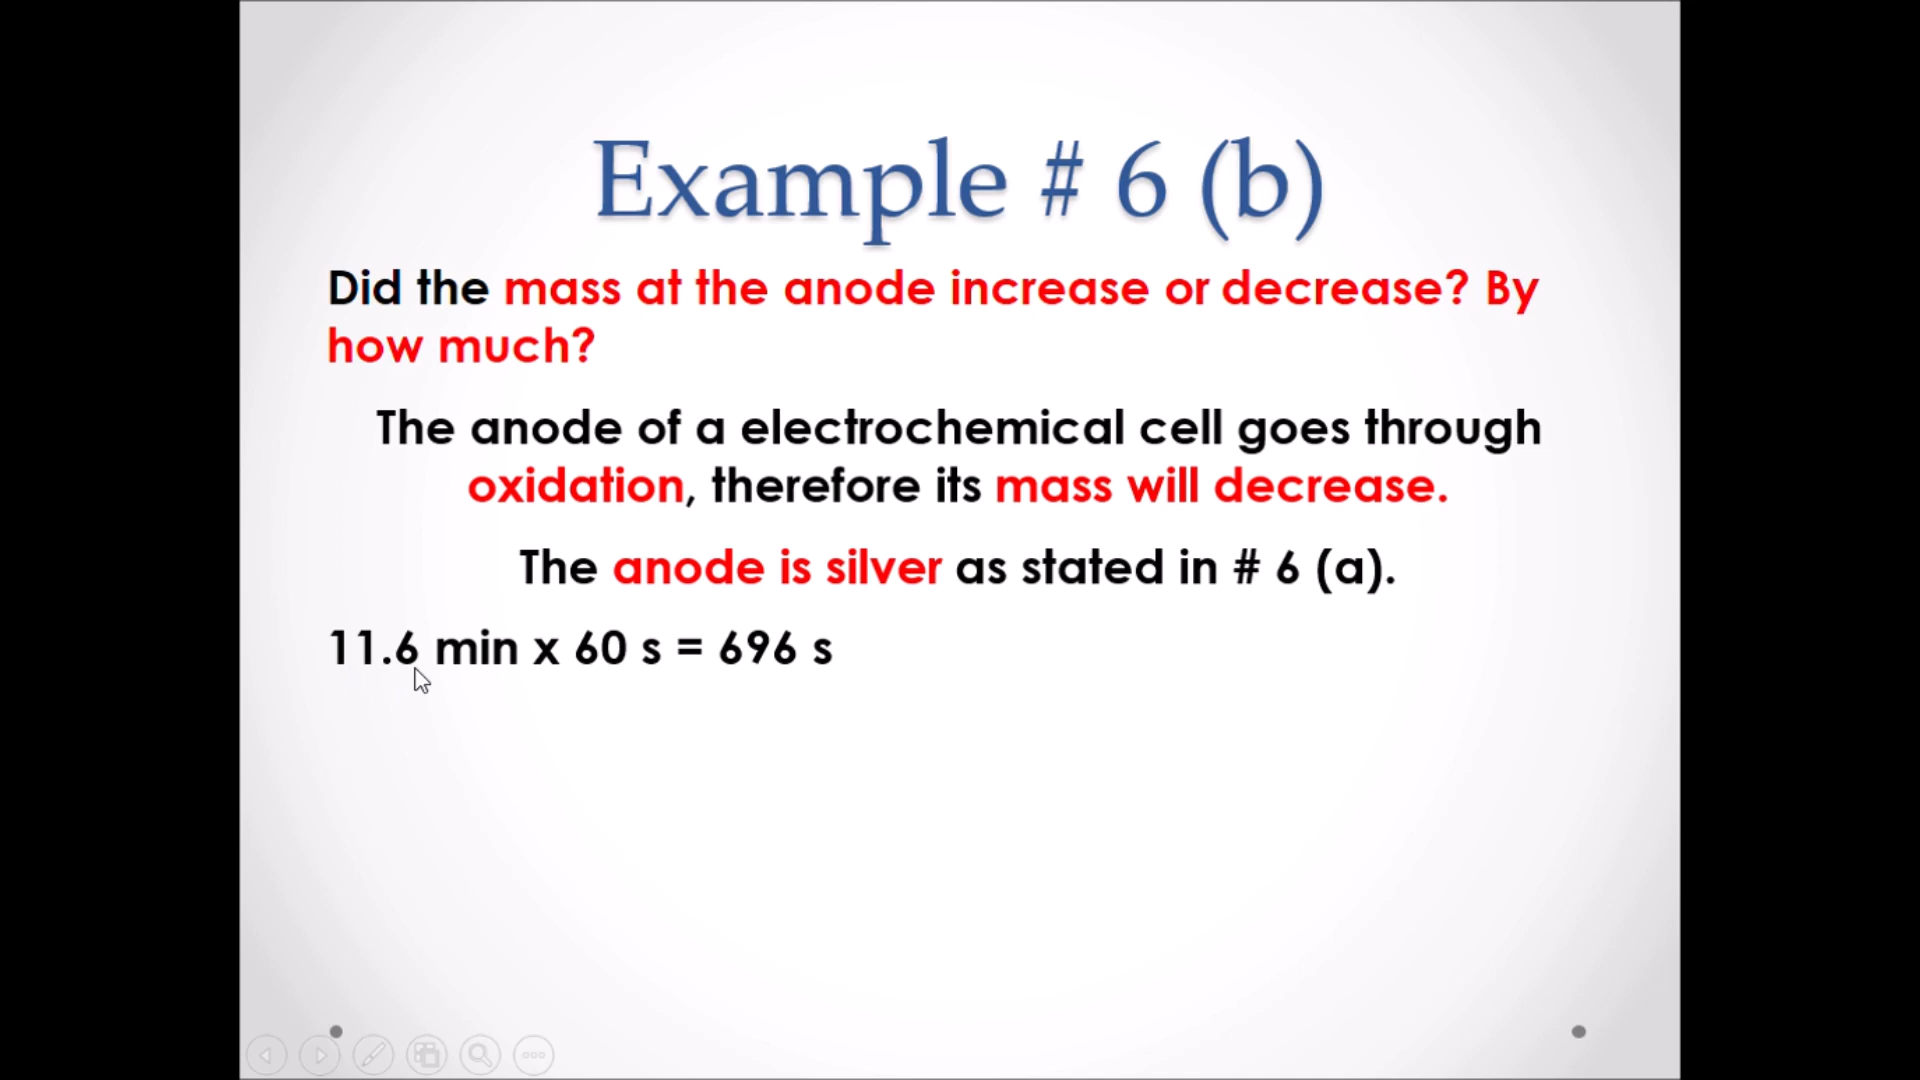 Example # 6 (b)
Did the mass at the anode increase or decrease? By
how much?
The anode of a electrochemical cell goes through
oxidation, therefore its mass will decrease.
The anode is silver as stated in # 6 (a).
11.6 min x 60 s = 696 s